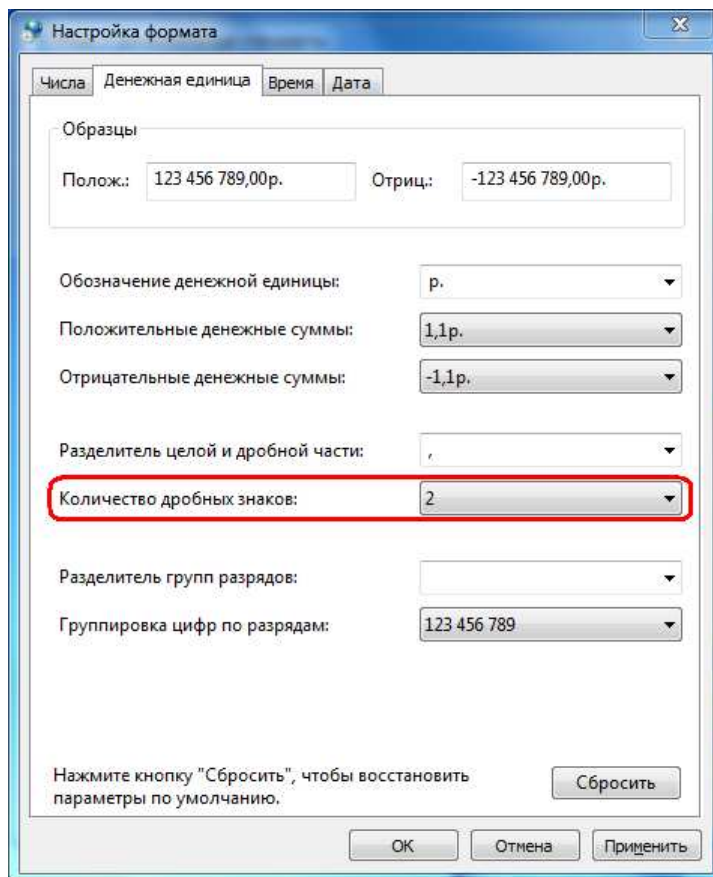 Настройка формата
Числа Денежная единица Время Дата
Образцы
Полож.: 123 456 789,00р. Отриц.: -123 456 789,00р.
Обозначение денежной единицы: р.
Положительные денежные суммы: 1,1р.
Отрицательные денежные суммы: -1,1р.
Разделитель целой и дробной части: ,
Количество дробных знаков: 2
Разделитель групп разрядов:
Группировка цифр по разрядам: 123 456 789
Нажмите кнопку "Сбросить", чтобы восстановить
параметры по умолчанию.
Сбросить
ОК Отмена Применить